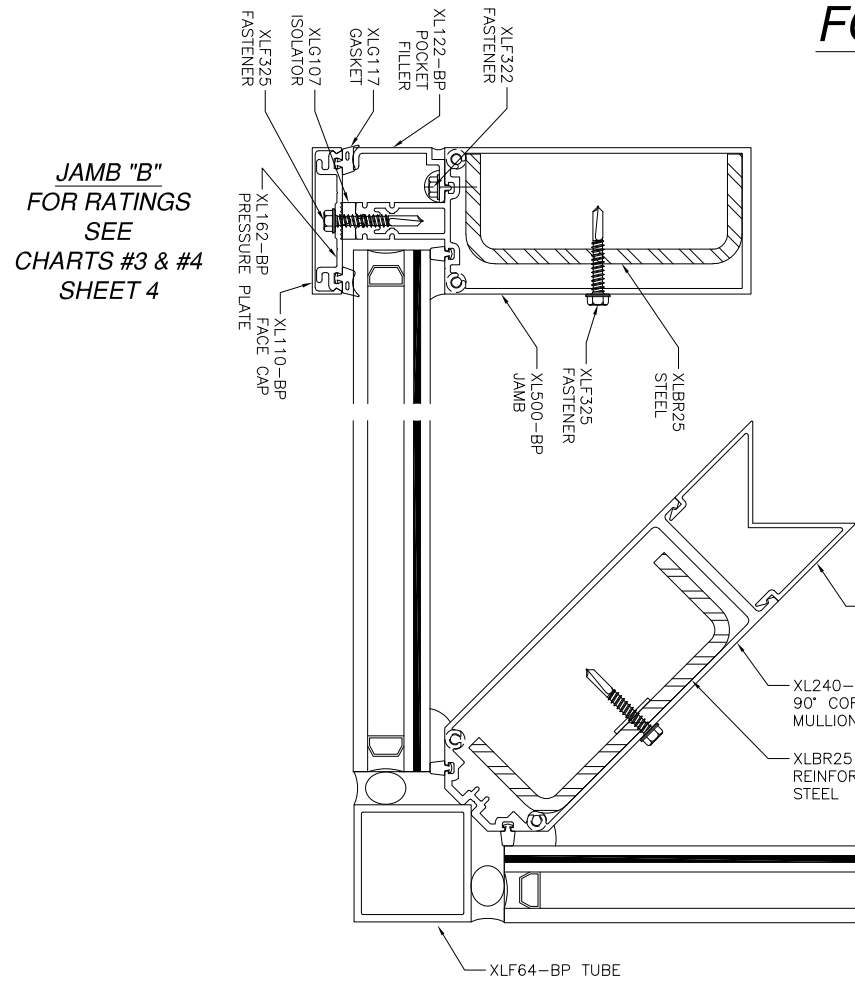 XLF325
FASTENER
XLG107
ISOLATOR
XLG117
GASKET
XL122-BP
POCKET
FILLER
XLF322
FASTENER
JAMB "B"
FOR RATINGS
SEE
CHARTS #3 & #4
SHEET 4
XL162-BP
PRESSURE PLATE
XL110-BP
FACE CAP
XL500-BP
JAMB
XLF325
FASTENER
XLBR25
STEEL
XL240-
90° COR
MULLION
XLBR25
REINFOR
STEEL
XLF64-BP TUBE